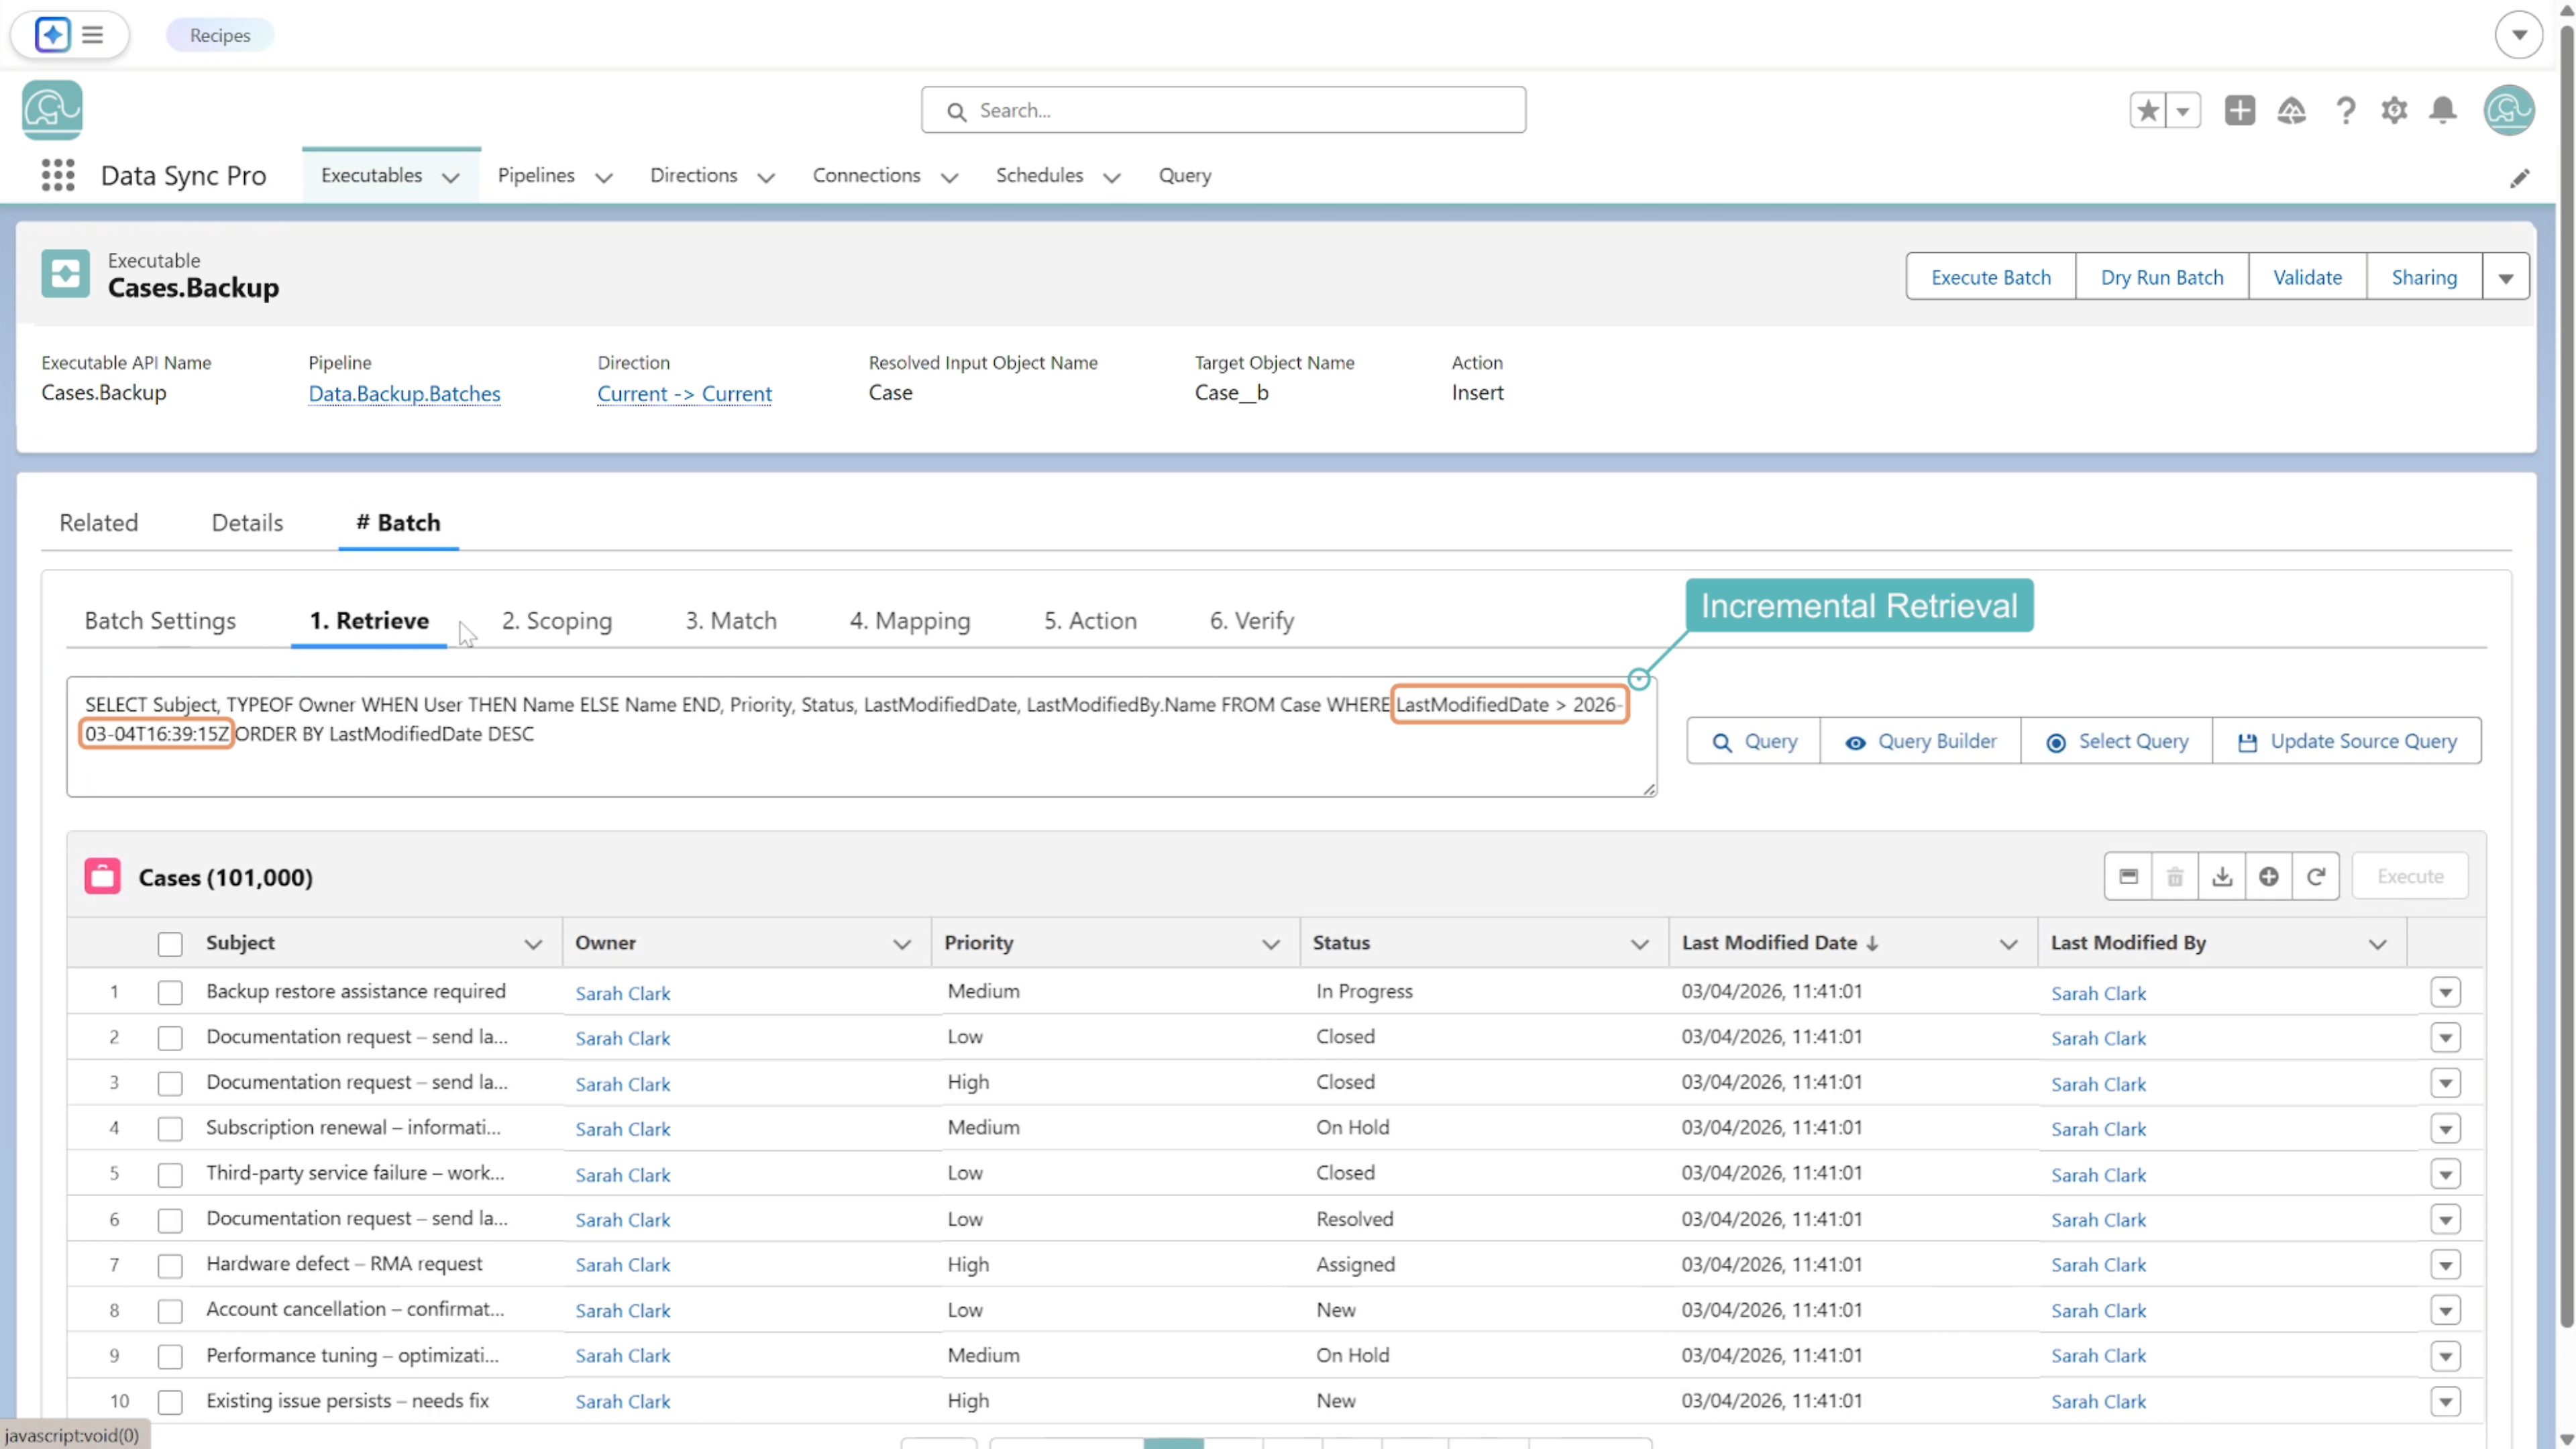 Recipes
Search...
Data Sync Pro
Executables
Pipelines
Directions
Connections
Schedules
Query
Executable
Cases.Backup
Execute Batch
Dry Run Batch
Validate
Sharing
Executable API Name
Pipeline
Direction
Resolved Input Object Name
Target Object Name
Action
Cases.Backup
Data.Backup.Batches
Current -> Current
Case
Case__b
Insert
Related
Details
# Batch
Incremental Retrieval
Batch Settings
1. Retrieve
2. Scoping
3. Match
4. Mapping
5. Action
6. Verify
SELECT Subject, TYPEOF Owner WHEN User THEN Name ELSE Name END, Priority, Status, LastModifiedDate, LastModifiedBy.Name FROM Case WHERE LastModifiedDate > 2026-
03-04T16:39:15Z ORDER BY LastModifiedDate DESC
Query
Query Builder
Select Query
Update Source Query
Cases (101,000)
Execute
Subject Owner Priority Status Last Modified Date Last Modified By
1 Backup restore assistance required Sarah Clark Medium In Progress 03/04/2026, 11:41:01 Sarah Clark
2 Documentation request – send la... Sarah Clark Low Closed 03/04/2026, 11:41:01 Sarah Clark
3 Documentation request – send la... Sarah Clark High Closed 03/04/2026, 11:41:01 Sarah Clark
4 Subscription renewal – informati... Sarah Clark Medium On Hold 03/04/2026, 11:41:01 Sarah Clark
5 Third-party service failure – work... Sarah Clark Low Closed 03/04/2026, 11:41:01 Sarah Clark
6 Documentation request – send la... Sarah Clark Low Resolved 03/04/2026, 11:41:01 Sarah Clark
7 Hardware defect – RMA request Sarah Clark High Assigned 03/04/2026, 11:41:01 Sarah Clark
8 Account cancellation – confirmat... Sarah Clark Low New 03/04/2026, 11:41:01 Sarah Clark
9 Performance tuning – optimizati... Sarah Clark Medium On Hold 03/04/2026, 11:41:01 Sarah Clark
10 Existing issue persists – needs fix Sarah Clark High New 03/04/2026, 11:41:01 Sarah Clark
javascript:void(0)